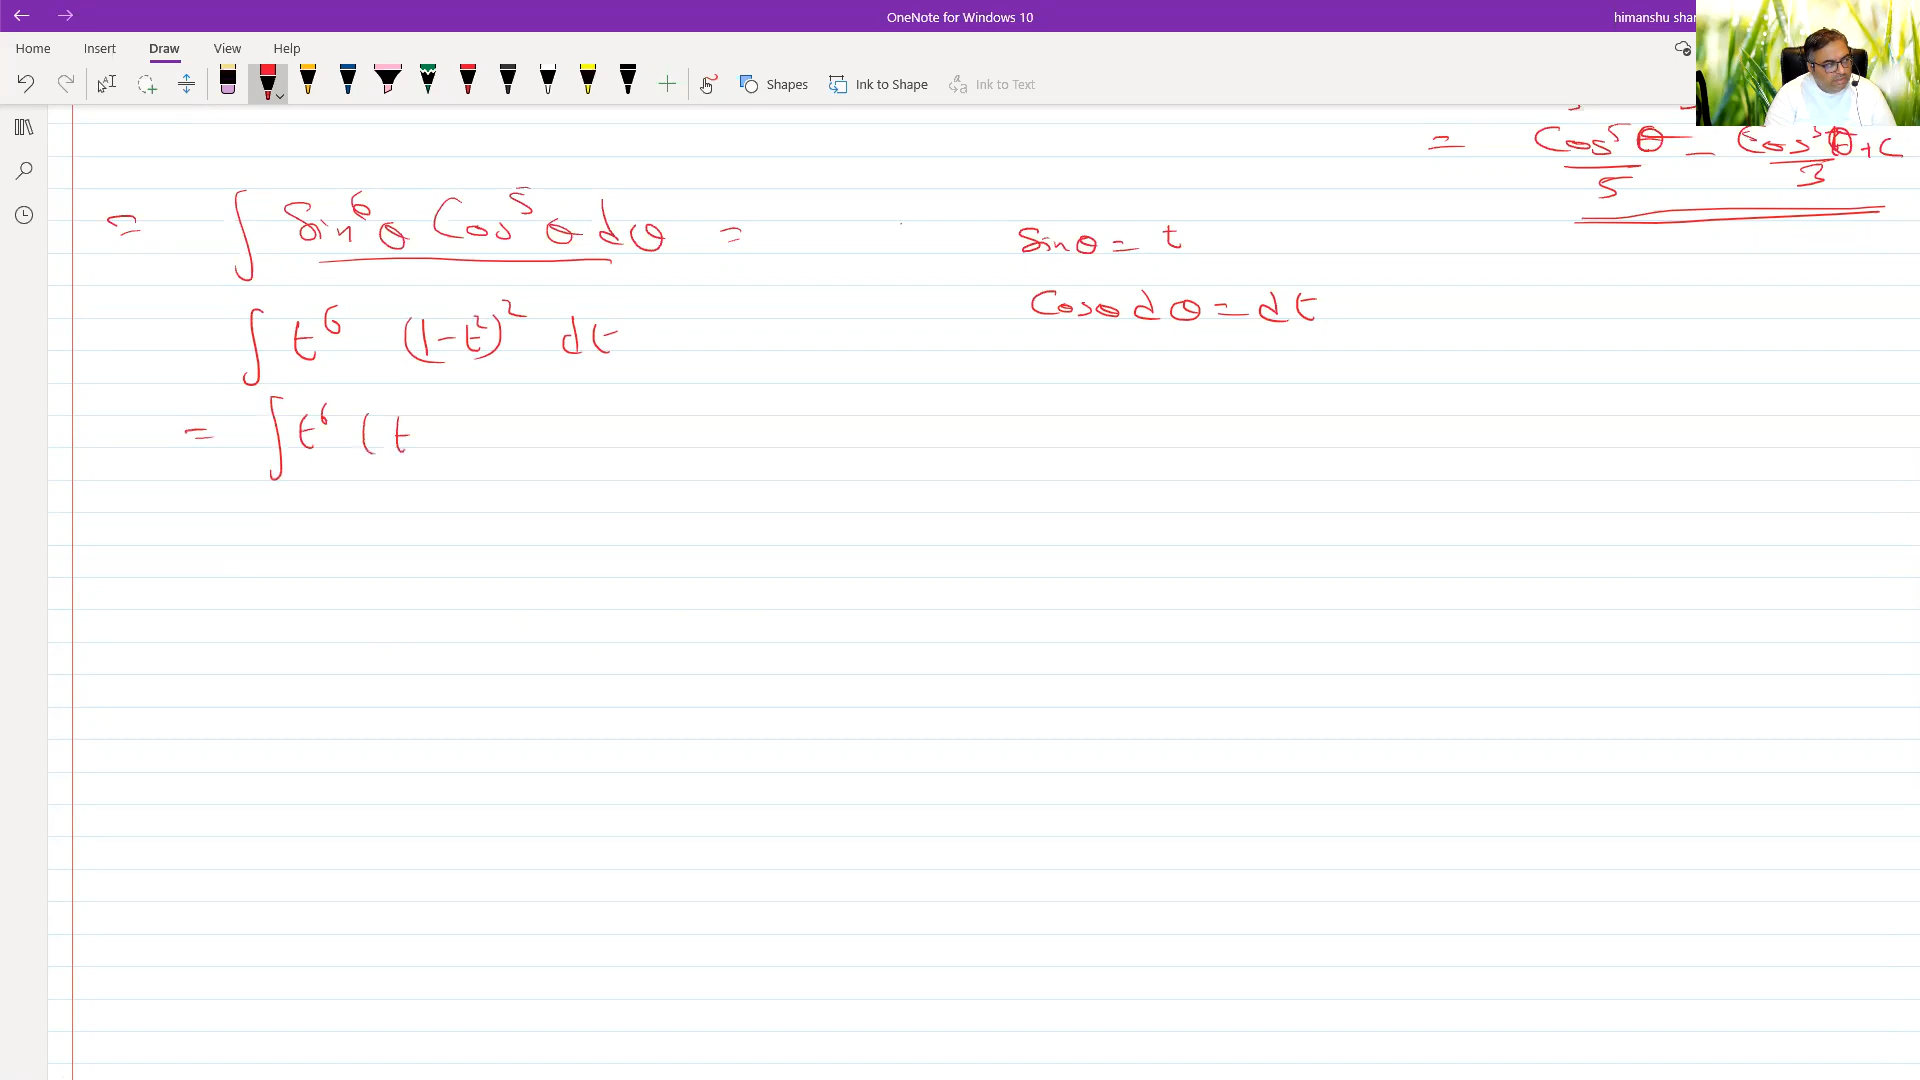 OneNote for Windows 10
himanshu shar
Home Insert Draw View Help
Shapes Ink to Shape Ink to Text
= Cos⁵θ/5 - Cos³θ/3 + C
= ∫ Sin⁶θ Cos⁵θ dθ =
Sinθ = t
Cosθ dθ = dt
∫ t⁶ (1-t²)² dt
= ∫ t⁶ ( t